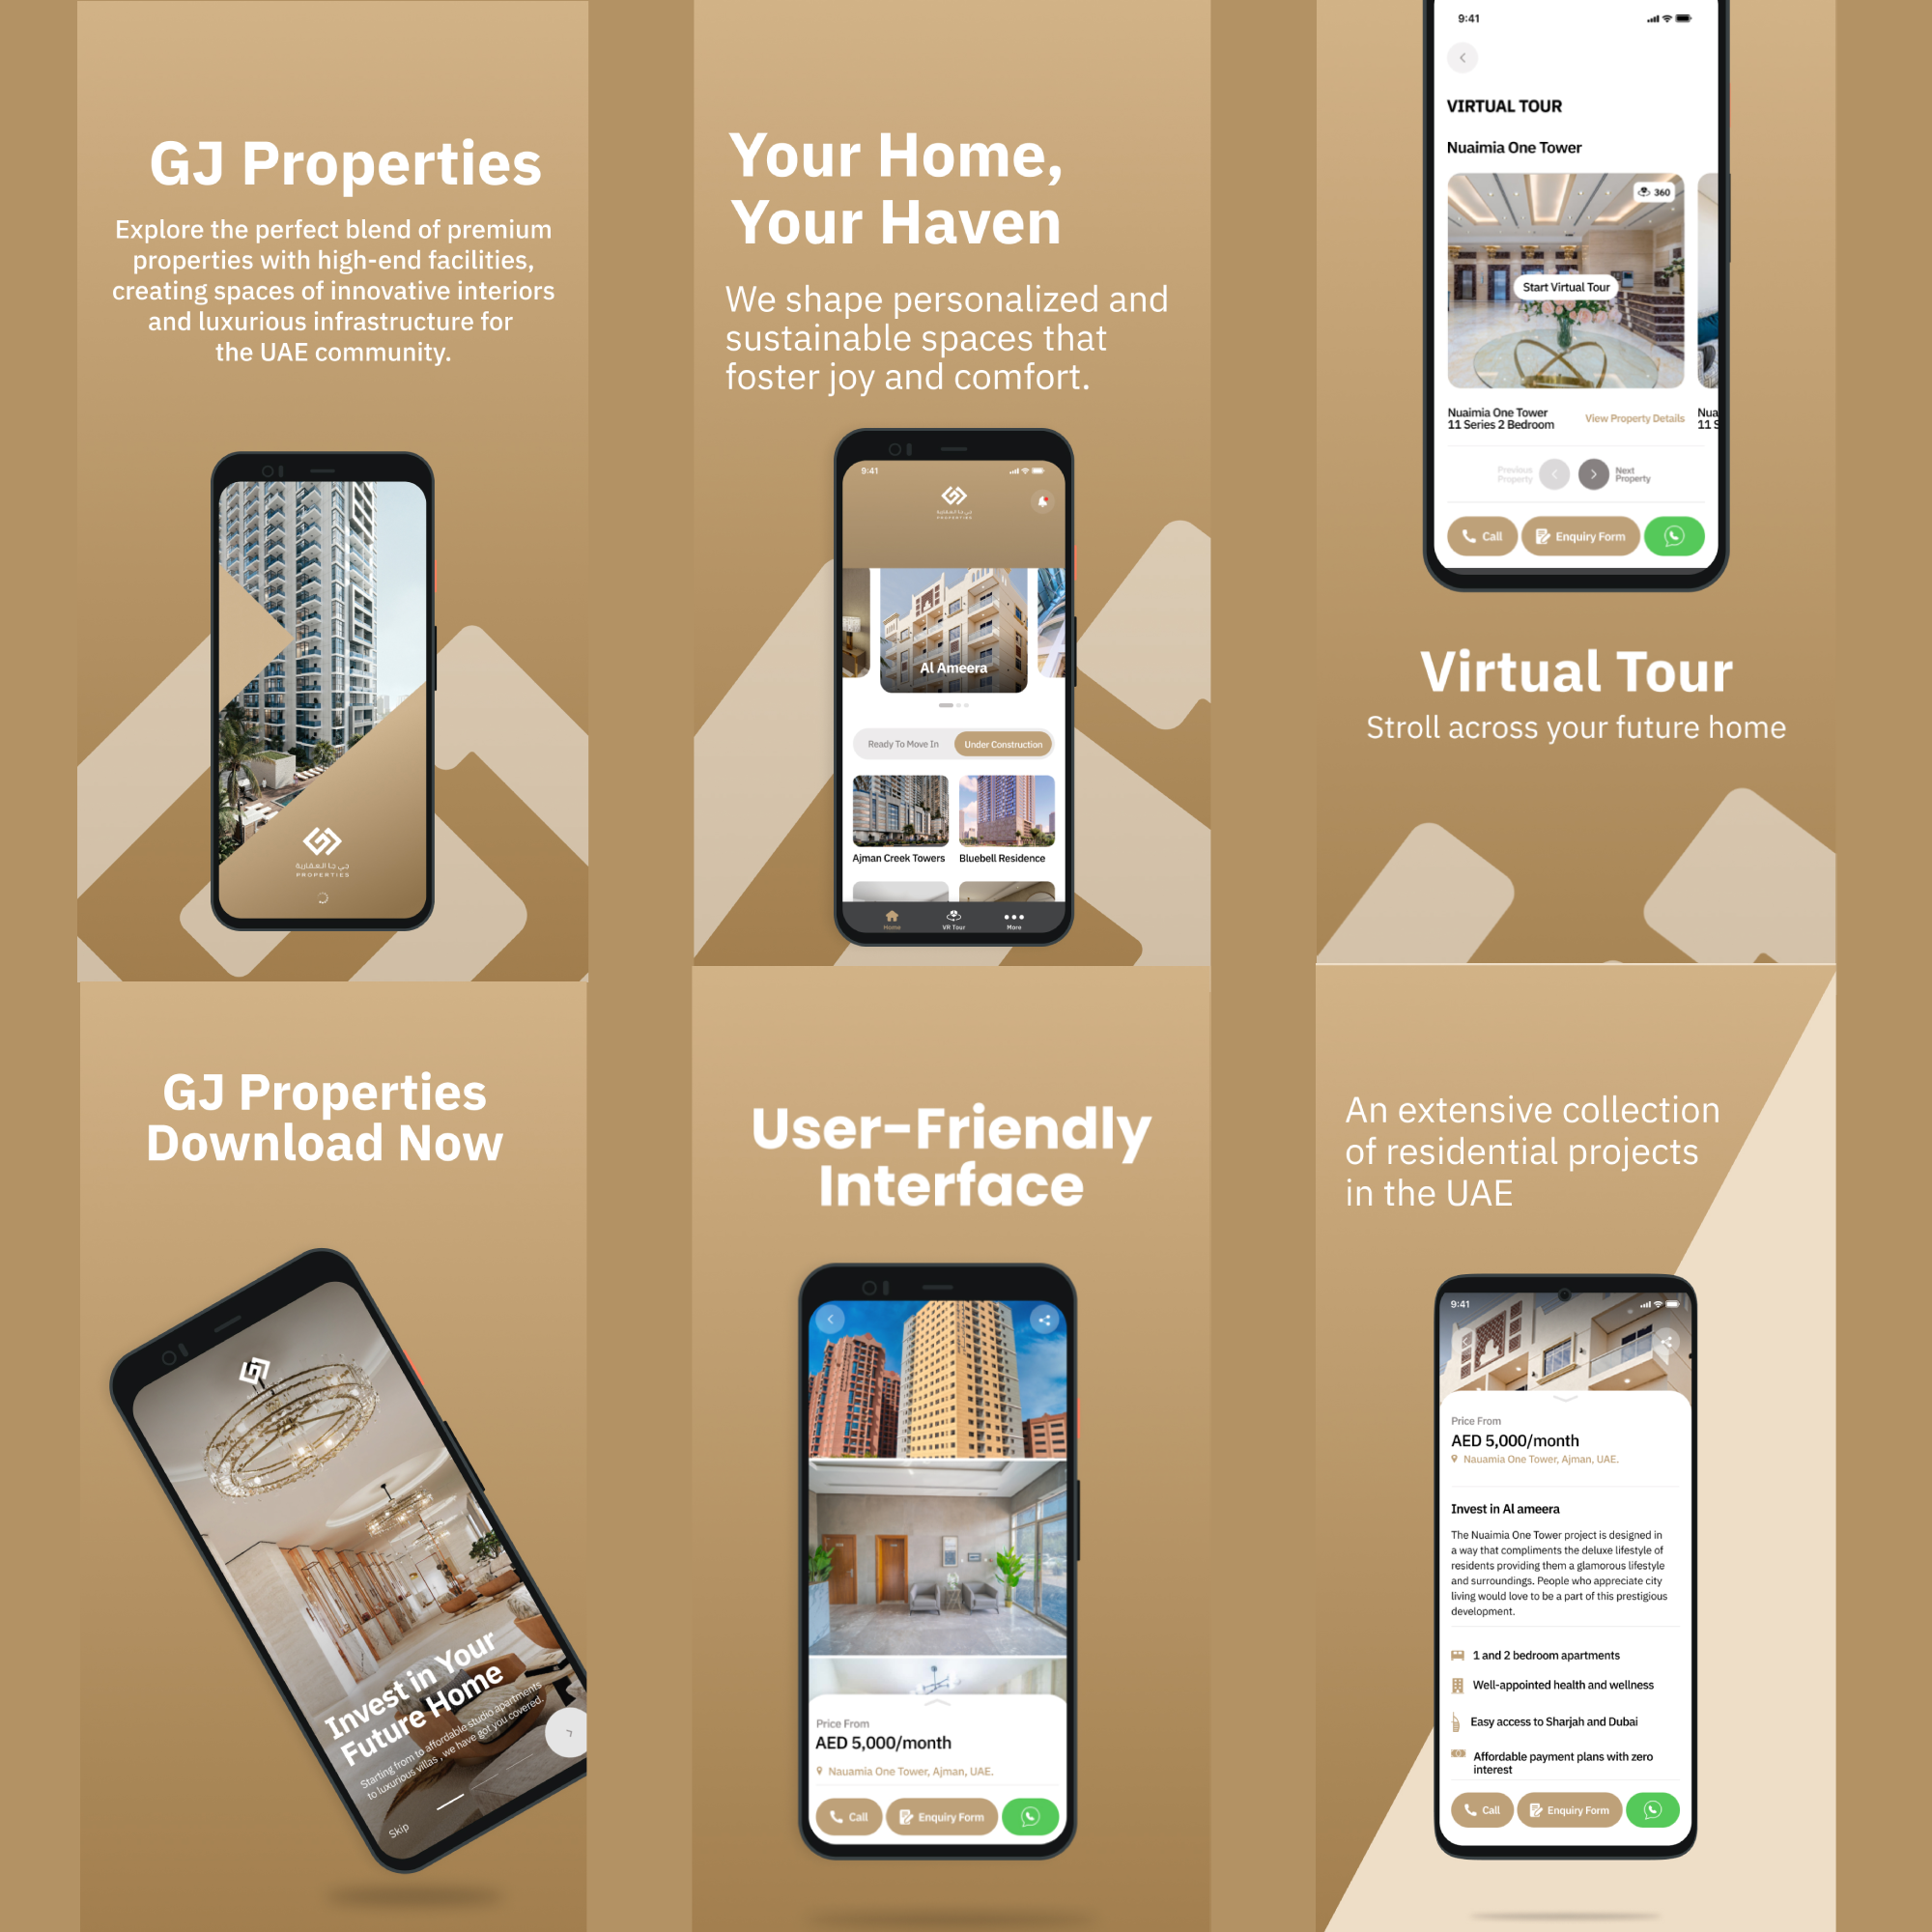 GJ Properties
Explore the perfect blend of premium
properties with high-end facilities,
creating spaces of innovative interiors
and luxurious infrastructure for
the UAE community.
جي جا العقارية
PROPERTIES
Your Home,
Your Haven
We shape personalized and
sustainable spaces that
foster joy and comfort.
9:41
جي جا العقارية
PROPERTIES
Al Ameera
Ready To Move In
Under Construction
Ajman Creek Towers
Bluebell Residence
Home
VR Tour
More
9:41
VIRTUAL TOUR
Nuaimia One Tower
360
Start Virtual Tour
Nuaimia One Tower
11 Series 2 Bedroom
View Property Details
Nua
11 S
Previous
Property
Next
Property
Call
Enquiry Form
Virtual Tour
Stroll across your future home
GJ Properties
Download Now
Invest in Your
Future Home
Starting from to affordable studio apartments
to luxurious villas , we have got you covered.
Skip
User-Friendly
Interface
Price From
AED 5,000/month
Nauamia One Tower, Ajman, UAE.
Call
Enquiry Form
An extensive collection
of residential projects
in the UAE
9:41
Price From
AED 5,000/month
Nauamia One Tower, Ajman, UAE.
Invest in Al ameera
The Nuaimia One Tower project is designed in
a way that compliments the deluxe lifestyle of
residents providing them a glamorous lifestyle
and surroundings. People who appreciate city
living would love to be a part of this prestigious
development.
1 and 2 bedroom apartments
Well-appointed health and wellness
Easy access to Sharjah and Dubai
Affordable payment plans with zero
interest
Call
Enquiry Form